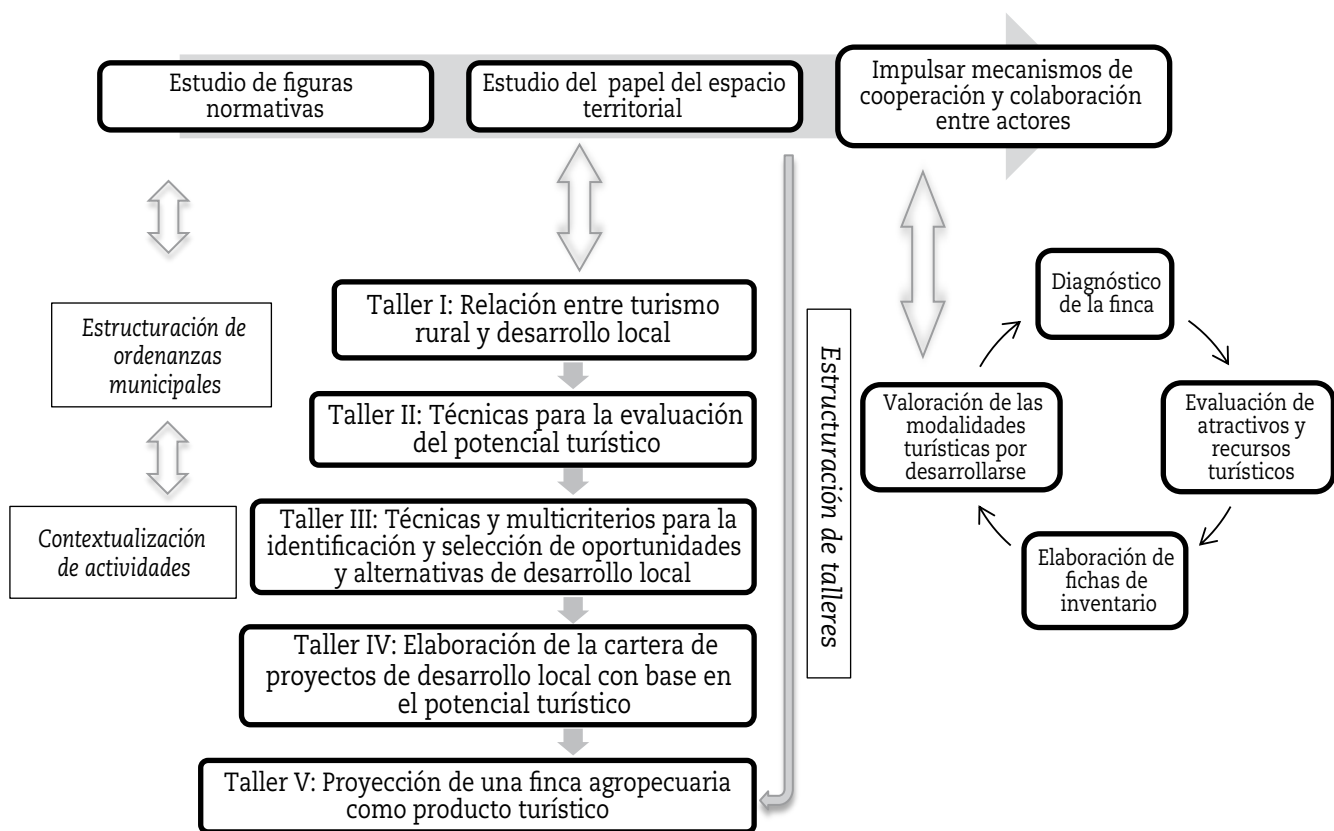 Estudio de figuras
normativas
Estudio del papel del espacio
territorial
Impulsar mecanismos de
cooperación y colaboración
entre actores
Estructuración de
ordenanzas
municipales
Contextualización
de actividades
Taller I: Relación entre turismo
rural y desarrollo local
Taller II: Técnicas para la evaluación
del potencial turístico
Taller III: Técnicas y multicriterios para la
identificación y selección de oportunidades
y alternativas de desarrollo local
Taller IV: Elaboración de la cartera de
proyectos de desarrollo local con base en
el potencial turístico
Taller V: Proyección de una finca agropecuaria
como producto turístico
Estructuración de talleres
Diagnóstico
de la finca
Evaluación de
atractivos y
recursos
turísticos
Elaboración de
fichas de
inventario
Valoración de las
modalidades
turísticas por
desarrollarse